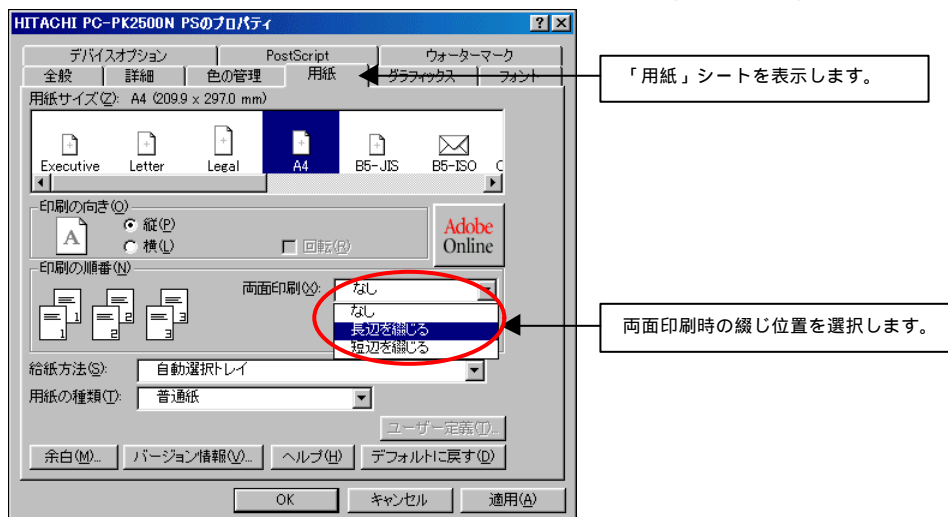 HITACHI PC-PK2500N PSのプロパティ
デバイスオプション PostScript ウォーターマーク
全般 詳細 色の管理 用紙 グラフィックス フォント
「用紙」シートを表示します。
用紙サイズ(Z): A4 (209.9 x 297.0 mm)
Executive Letter Legal A4 B5-JIS B5-ISO C
印刷の向き(O)
A
縦(P)
横(L)
回転(R)
Adobe
Online
印刷の順番(N)
1 1 2 2 3 3
両面印刷(X): なし
なし
長辺を綴じる
短辺を綴じる
両面印刷時の綴じ位置を選択します。
給紙方法(S): 自動選択トレイ
用紙の種類(T): 普通紙
ユーザー定義(I)...
余白(M)... バージョン情報(V)... ヘルプ(H) デフォルトに戻す(D)
OK キャンセル 適用(A)